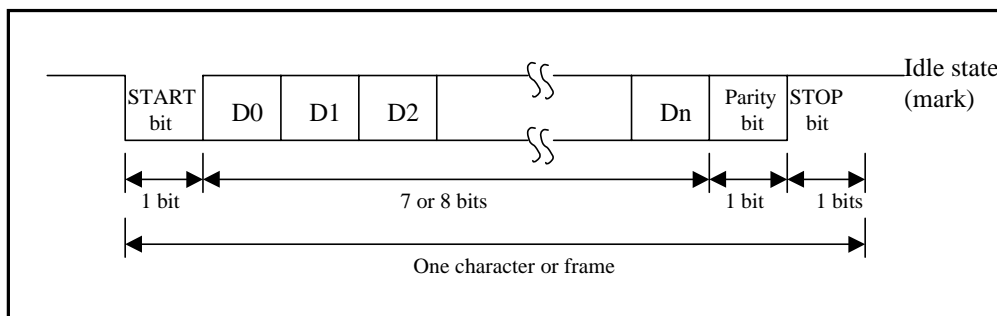 Idle state
(mark)
START
bit
D0
D1
D2
Dn
Parity
bit
STOP
bit
1 bit
7 or 8 bits
1 bit
1 bits
One character or frame